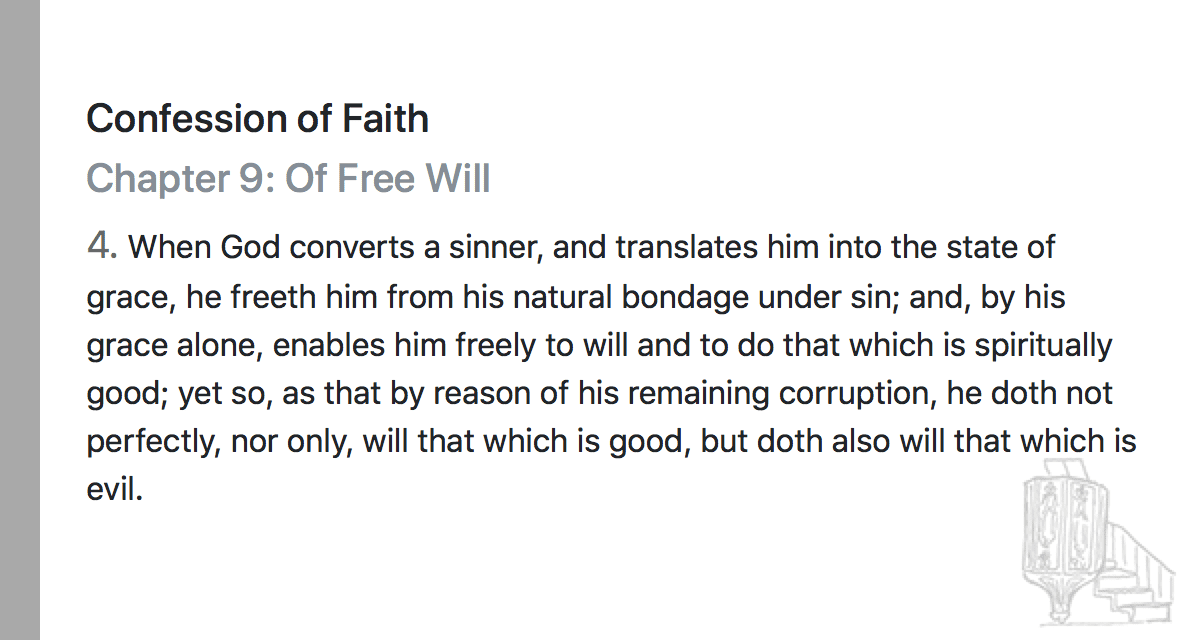 Confession of Faith
Chapter 9: Of Free Will
4. When God converts a sinner, and translates him into the state of
grace, he freeth him from his natural bondage under sin; and, by his
grace alone, enables him freely to will and to do that which is spiritually
good; yet so, as that by reason of his remaining corruption, he doth not
perfectly, nor only, will that which is good, but doth also will that which is
evil.